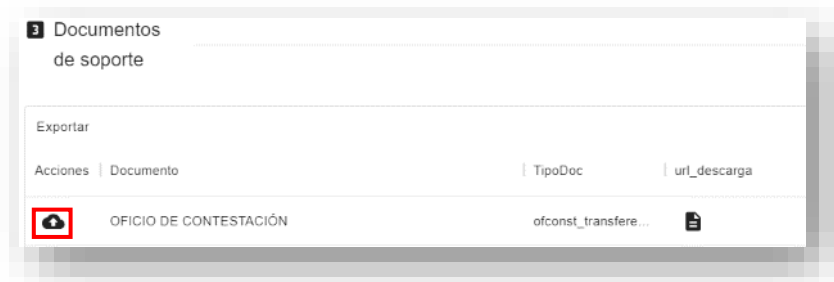 3 Documentos
de soporte
Exportar
Acciones Documento TipoDoc url_descarga
OFICIO DE CONTESTACIÓN ofconst_transfere...